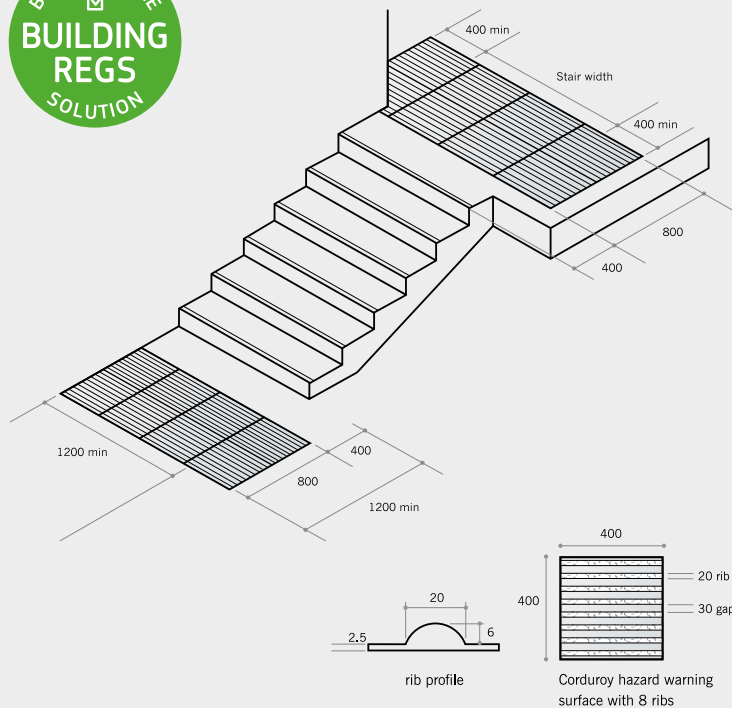 BUILDING
REGS
SOLUTION
400 min
Stair width
400 min
800
400
1200 min
400
800
1200 min
400
20
20 rib
400
30 gap
2.5
6
rib profile
Corduroy hazard warning
surface with 8 ribs